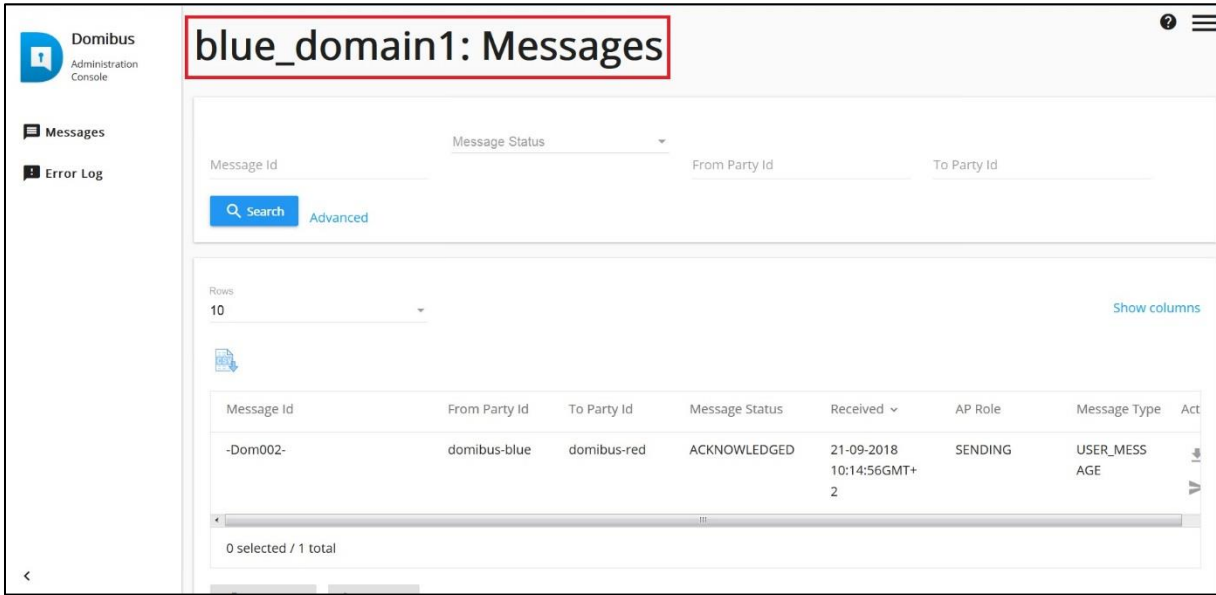 Domibus
Administration
Console
blue_domain1: Messages
Messages
Error Log
Message Id
Message Status
From Party Id
To Party Id
Search
Advanced
Rows
10
Show columns
Message Id From Party Id To Party Id Message Status Received AP Role Message Type Act
-Dom002- domibus-blue domibus-red ACKNOWLEDGED 21-09-2018 SENDING USER_MESS
10:14:56GMT+ AGE
2
0 selected / 1 total